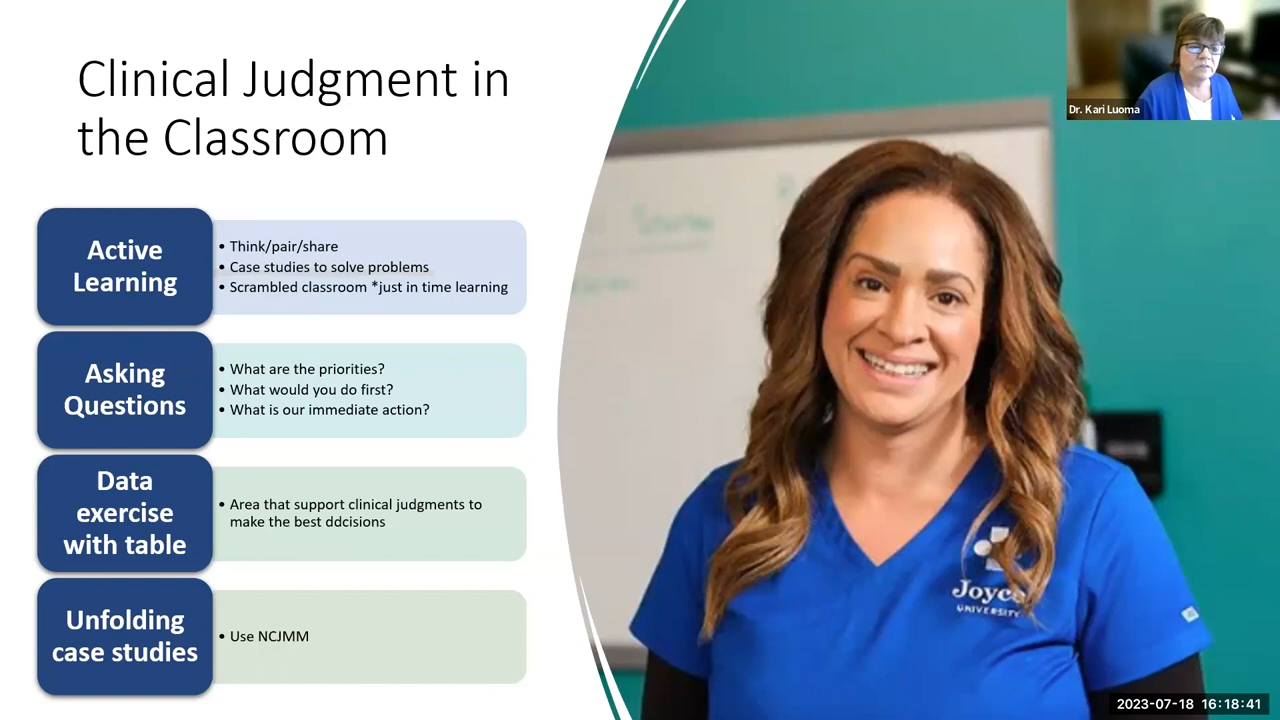 Clinical Judgment in
the Classroom
Dr. Kari Luoma
Active
Learning
• Think/pair/share
• Case studies to solve problems
• Scrambled classroom *just in time learning
Asking
Questions
• What are the priorities?
• What would you do first?
• What is our immediate action?
Data
exercise
with table
• Area that support clinical judgments to
make the best ddcisions
Unfolding
case studies
• Use NCJMM
Joyce
UNIVERSITY
2023-07-18 16:18:41